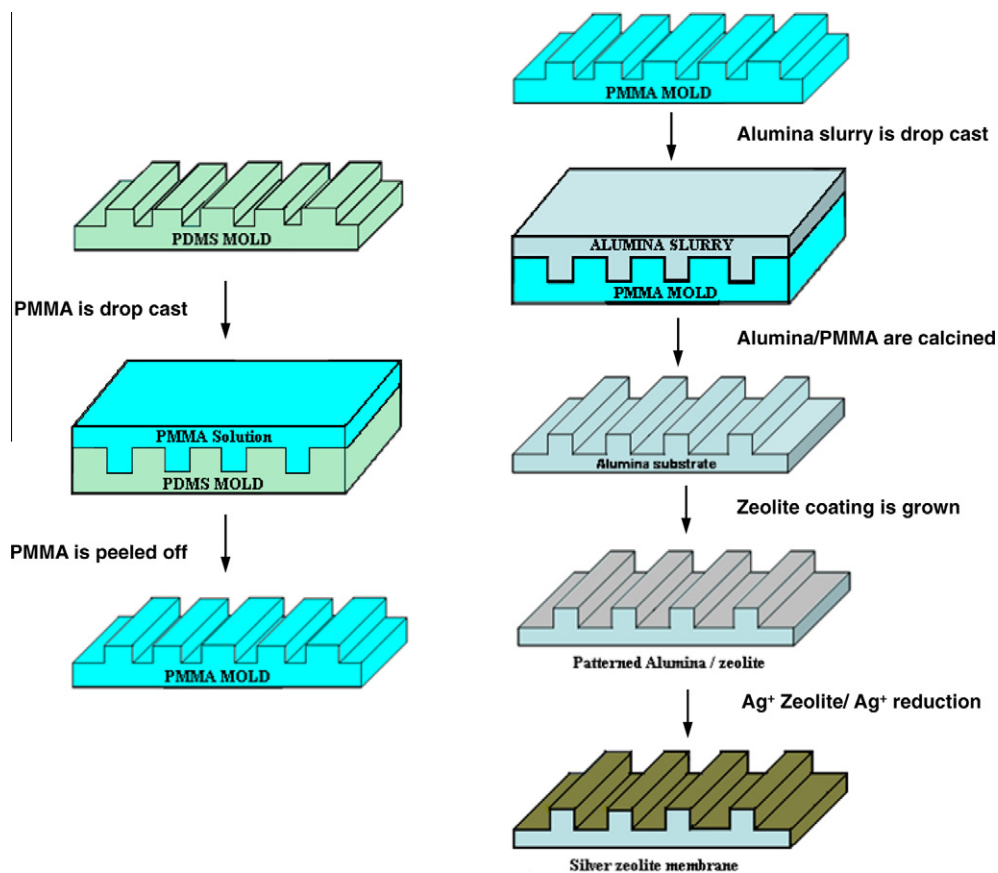 PDMS MOLD
PMMA is drop cast
PMMA Solution
PDMS MOLD
PMMA is peeled off
PMMA MOLD
PMMA MOLD
Alumina slurry is drop cast
ALUMINA SLURRY
PMMA MOLD
Alumina/PMMA are calcined
Alumina substrate
Zeolite coating is grown
Patterned Alumina / zeolite
Ag⁺ Zeolite/ Ag⁺ reduction
Silver zeolite membrane